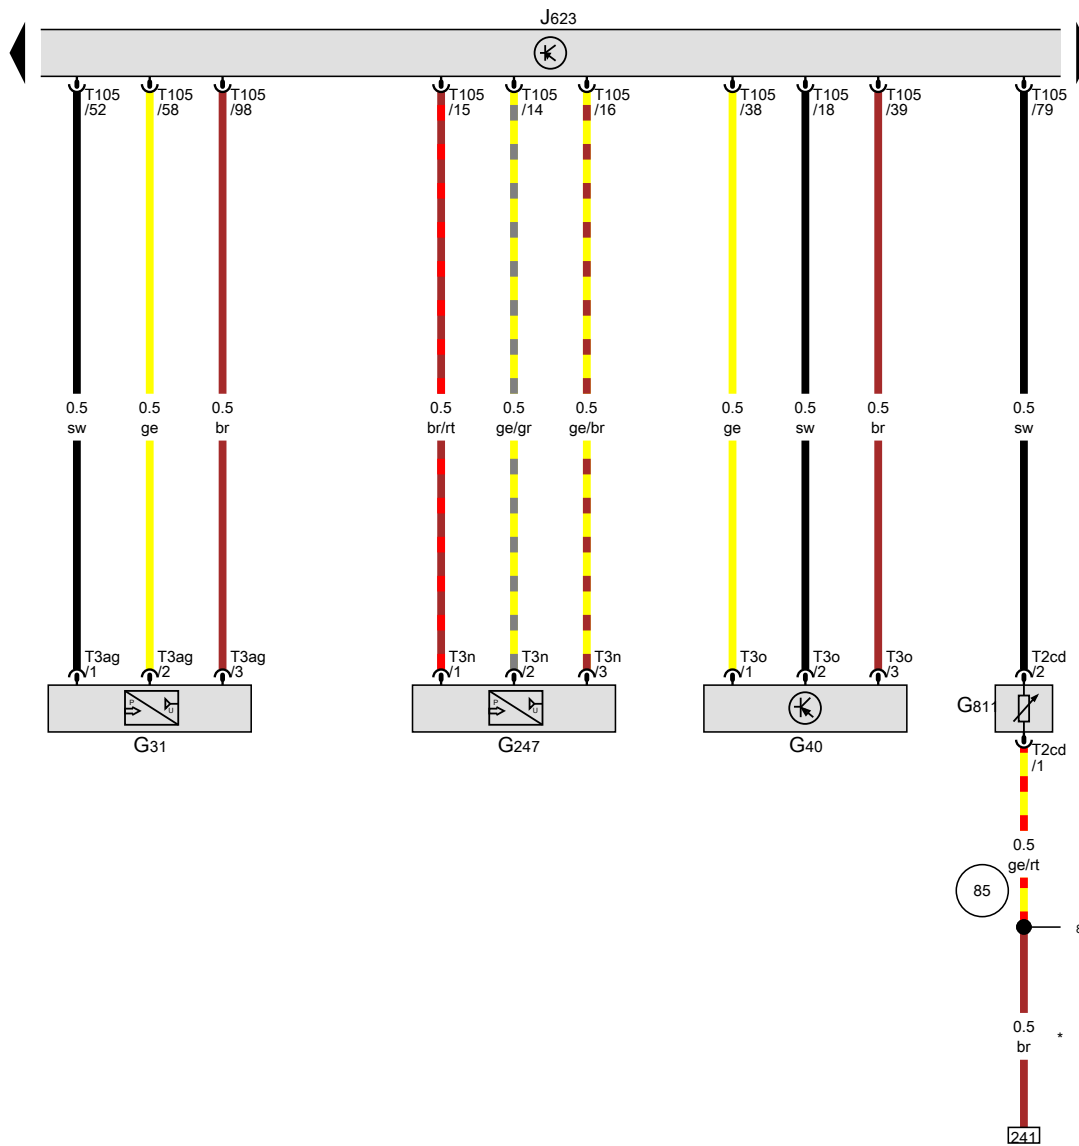 J623
T105 T105 T105 T105 T105 T105 T105 T105 T105 T105
/52 /58 /98 /15 /14 /16 /38 /18 /39 /79
0.5 0.5 0.5 0.5 0.5 0.5 0.5 0.5 0.5 0.5
sw ge br br/rt ge/gr ge/br ge sw br sw
T3ag T3ag T3ag T3n T3n T3n T3o T3o T3o T2cd
/1 /2 /3 /1 /2 /3 /1 /2 /3 /2
P U P U G811
G31 G247 G40
T2cd
/1
0.5
ge/rt
85
0.5
br *
241